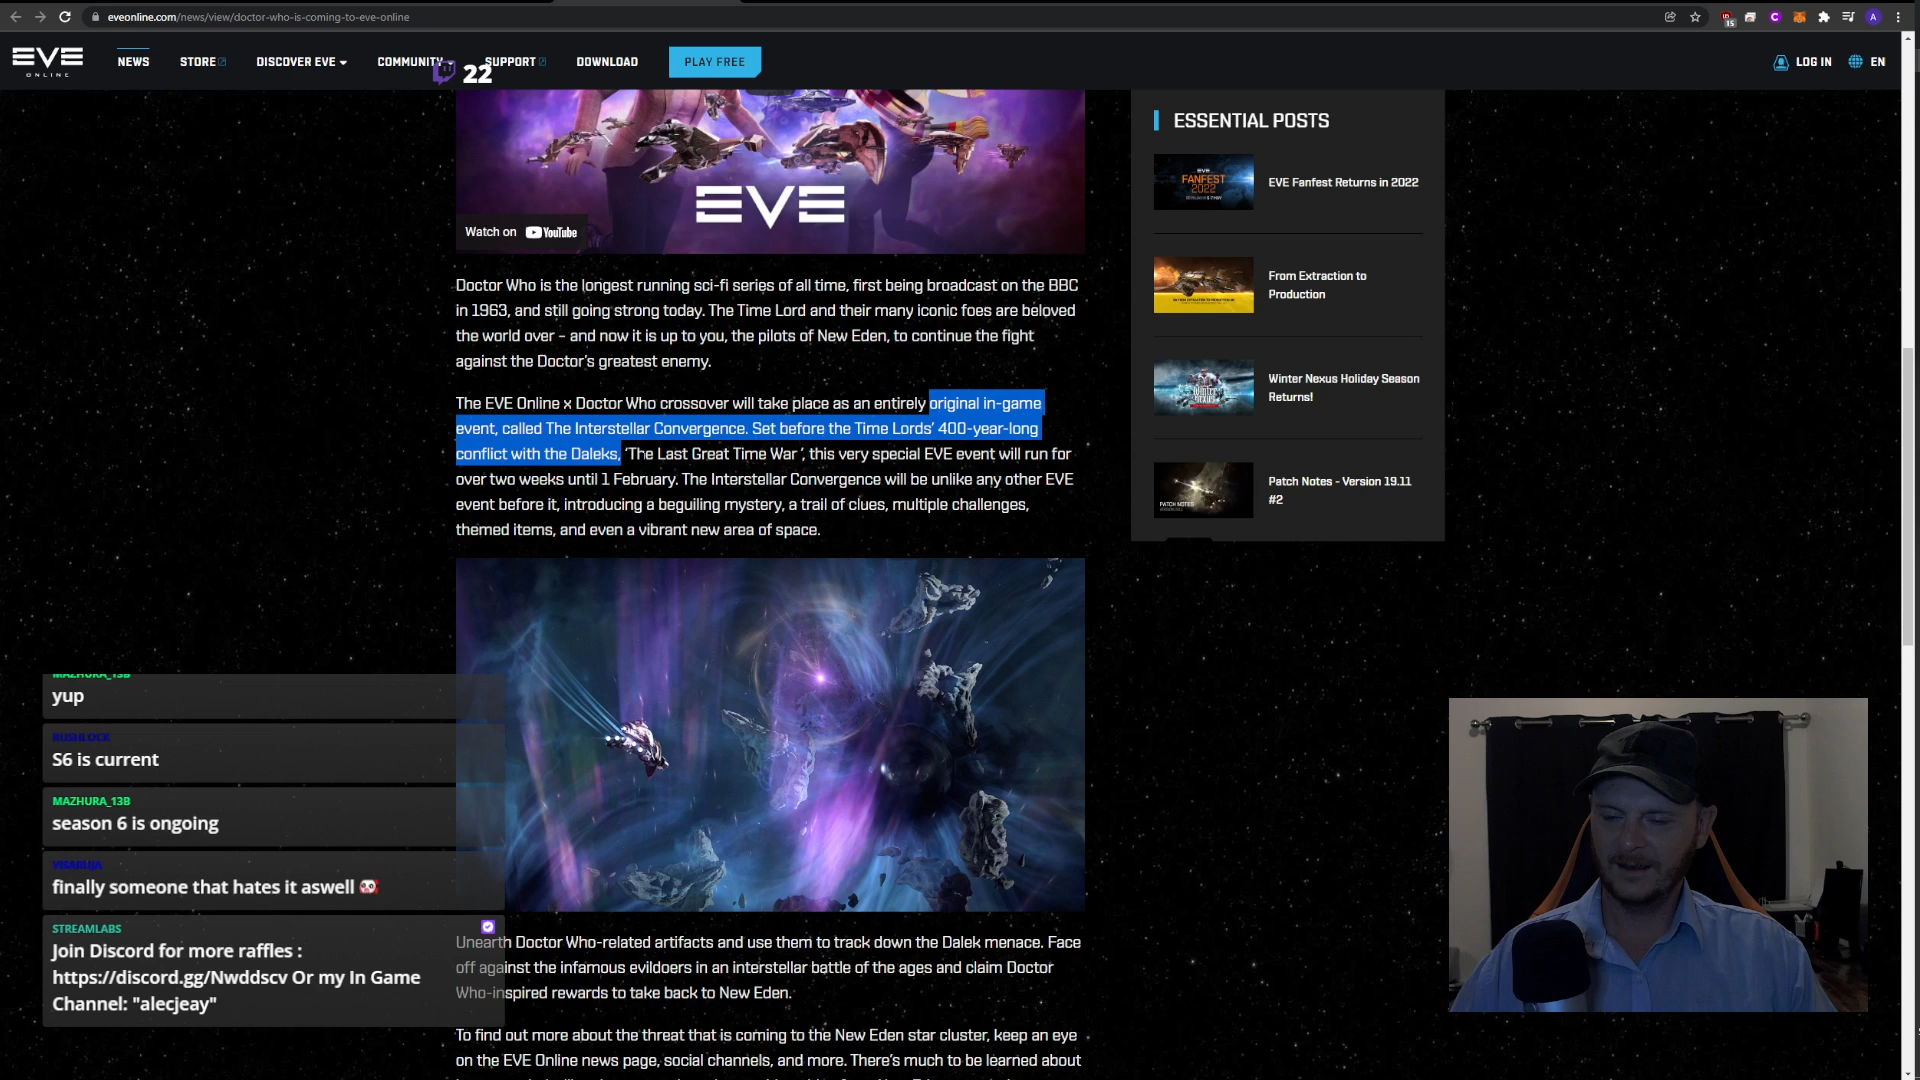 eveonline.com/news/view/doctor-who-is-coming-to-eve-online
15
A
EVE
ONLINE
NEWS
STORE
DISCOVER EVE
COMMUNITY
SUPPORT
DOWNLOAD
PLAY FREE
LOG IN
EN
22
EVE
Watch on YouTube
Doctor Who is the longest running sci-fi series of all time, first being broadcast on the BBC
in 1963, and still going strong today. The Time Lord and their many iconic foes are beloved
the world over – and now it is up to you, the pilots of New Eden, to continue the fight
against the Doctor's greatest enemy.
The EVE Online x Doctor Who crossover will take place as an entirely original in-game
event, called The Interstellar Convergence. Set before the Time Lords' 400-year-long
conflict with the Daleks, 'The Last Great Time War ', this very special EVE event will run for
over two weeks until 1 February. The Interstellar Convergence will be unlike any other EVE
event before it, introducing a beguiling mystery, a trail of clues, multiple challenges,
themed items, and even a vibrant new area of space.
Unearth Doctor Who-related artifacts and use them to track down the Dalek menace. Face
off against the infamous evildoers in an interstellar battle of the ages and claim Doctor
Who-inspired rewards to take back to New Eden.
To find out more about the threat that is coming to the New Eden star cluster, keep an eye
on the EVE Online news page, social channels, and more. There's much to be learned about
ESSENTIAL POSTS
EVE
FANFEST
2022
EVE Fanfest Returns in 2022
From Extraction to
Production
Winter Nexus Holiday Season
Returns!
PATCH NOTES
Patch Notes - Version 19.11
#2
MAZHURA_13B
yup
S6 is current
MAZHURA_13B
season 6 is ongoing
finally someone that hates it aswell
STREAMLABS
Join Discord for more raffles :
https://discord.gg/Nwddscv Or my In Game
Channel: "alecjeay"